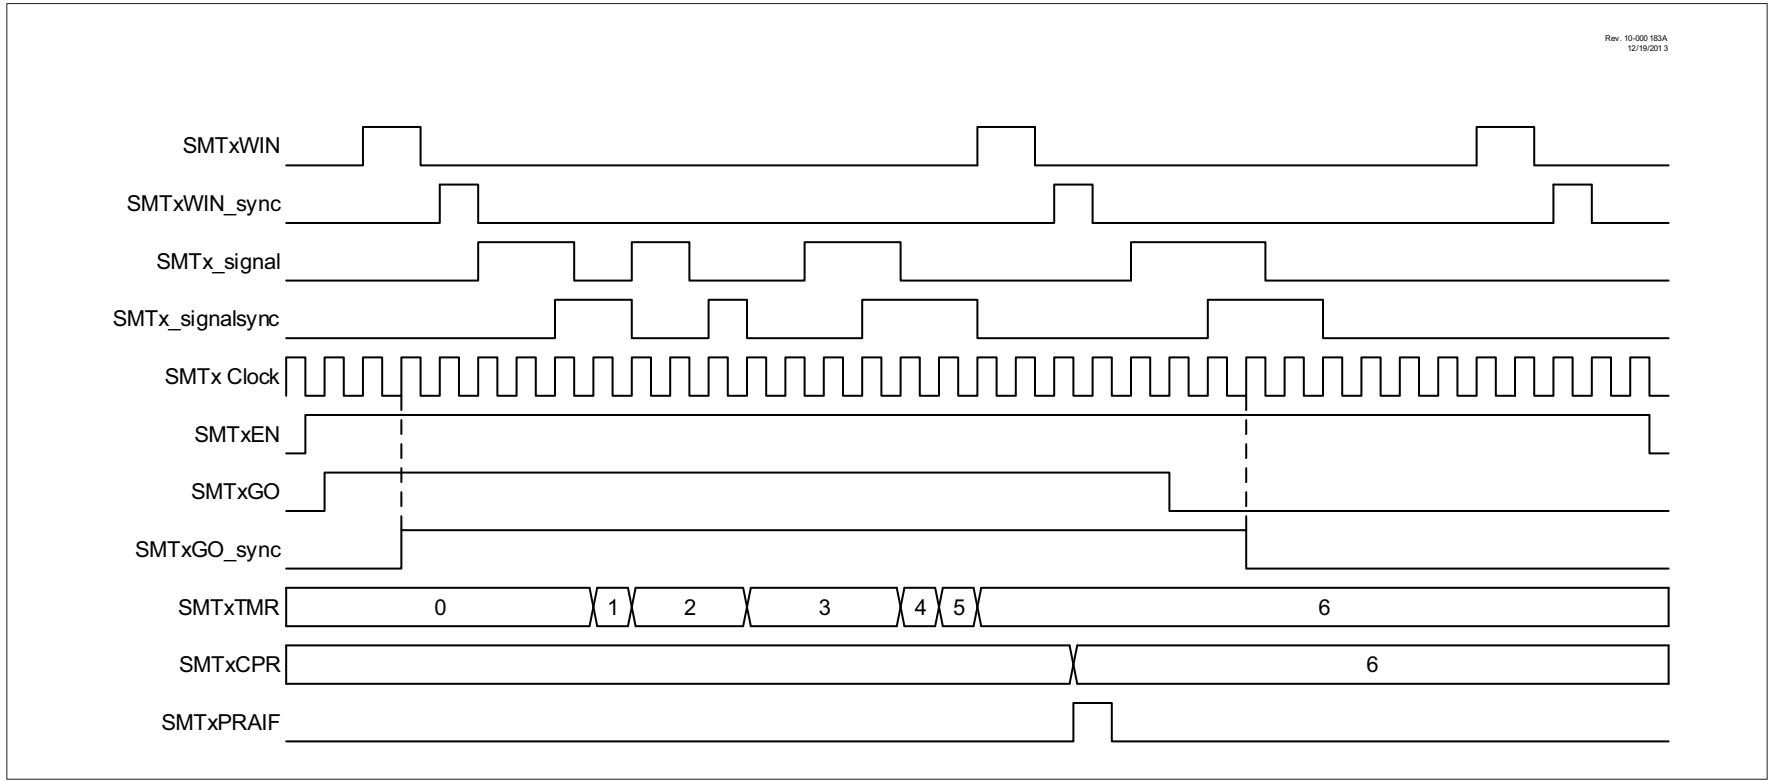 Rev. 10-000 183A
12/19/201 3
SMTxWIN
SMTxWIN_sync
SMTx_signal
SMTx_signalsync
SMTx Clock
SMTxEN
SMTxGO
SMTxGO_sync
SMTxTMR 0 1 2 3 4 5 6
SMTxCPR 6
SMTxPRAIF